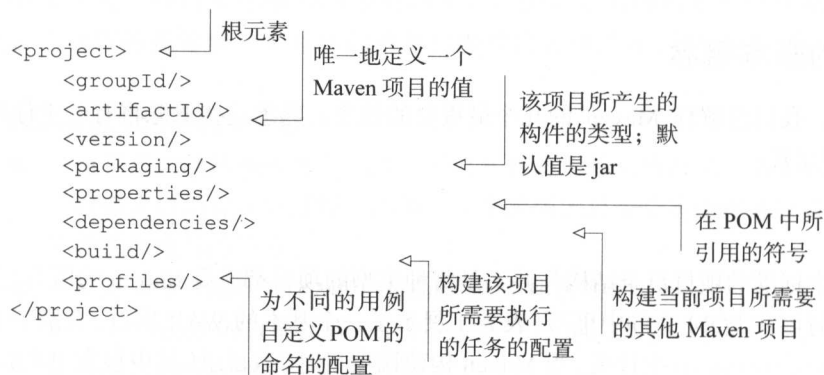 根元素
<project>
唯一地定义一个
Maven 项目的值
<groupId/>
<artifactId/>
<version/>
该项目所产生的
构件的类型；默
认值是 jar
<packaging/>
<properties/>
在 POM 中所
引用的符号
<dependencies/>
构建当前项目所需要
的其他 Maven 项目
<build/>
构建该项目
所需要执行
的任务的配置
<profiles/>
为不同的用例
自定义 POM 的
命名的配置
</project>